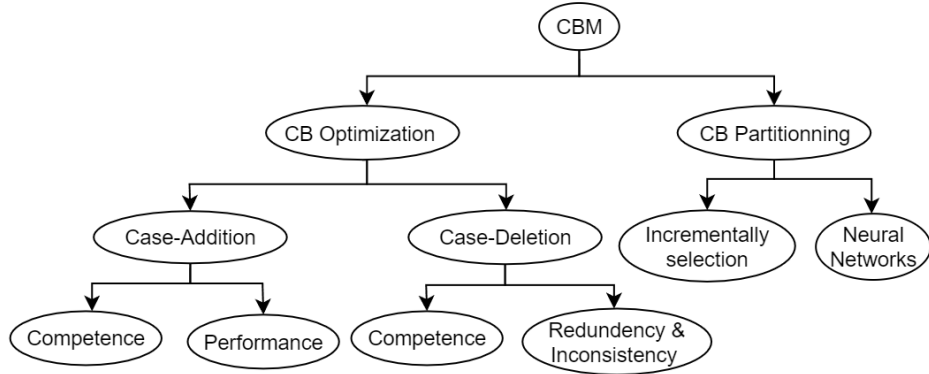 CBM
CB Optimization
CB Partitionning
Case-Addition
Case-Deletion
Incrementally
selection
Neural
Networks
Competence
Performance
Competence
Redundency &
Inconsistency